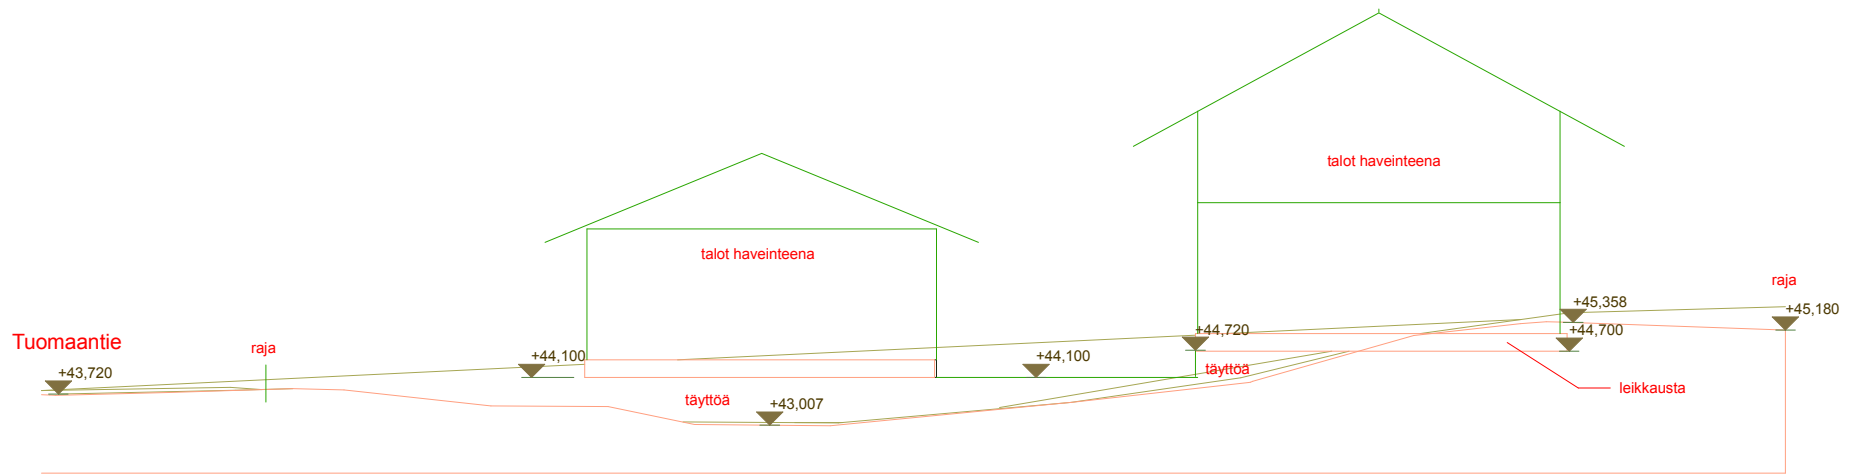 talot haveinteena
talot haveinteena
raja
+45,358
+45,180
+44,720
Tuomaantie
+44,700
raja
+44,100
+44,100
+43,720
täyttöä
leikkausta
täyttöä
+43,007